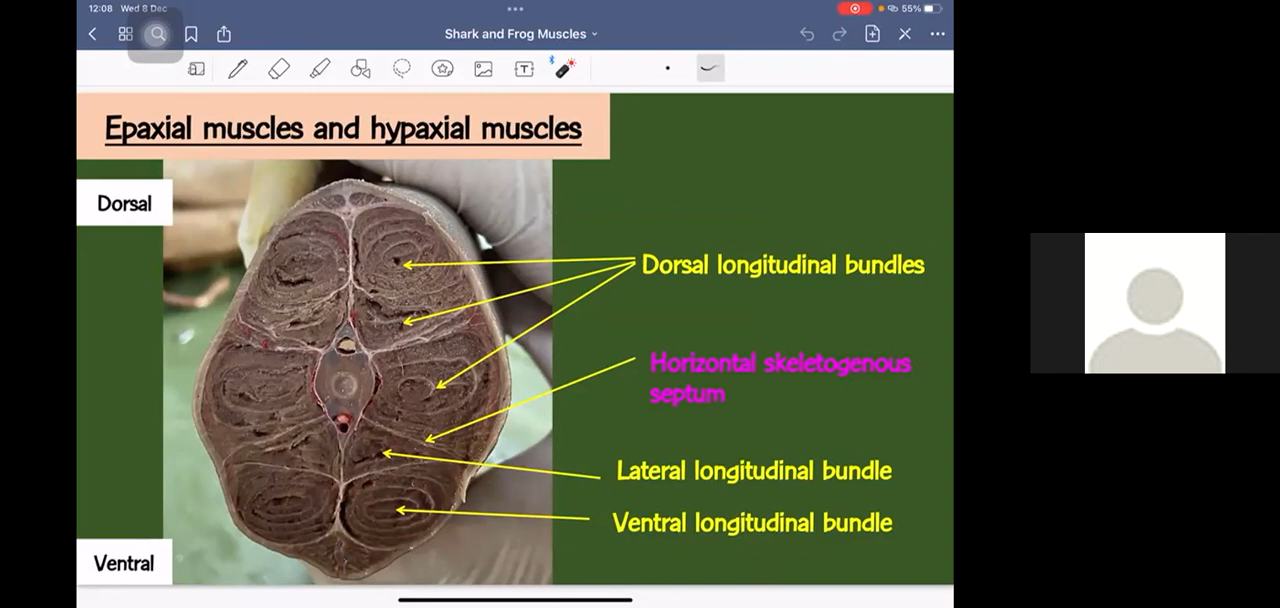 12:08 Wed 8 Dec
55%
Shark and Frog Muscles
T
Epaxial muscles and hypaxial muscles
Dorsal
Dorsal longitudinal bundles
Horizontal skeletogenous
septum
Lateral longitudinal bundle
Ventral longitudinal bundle
Ventral